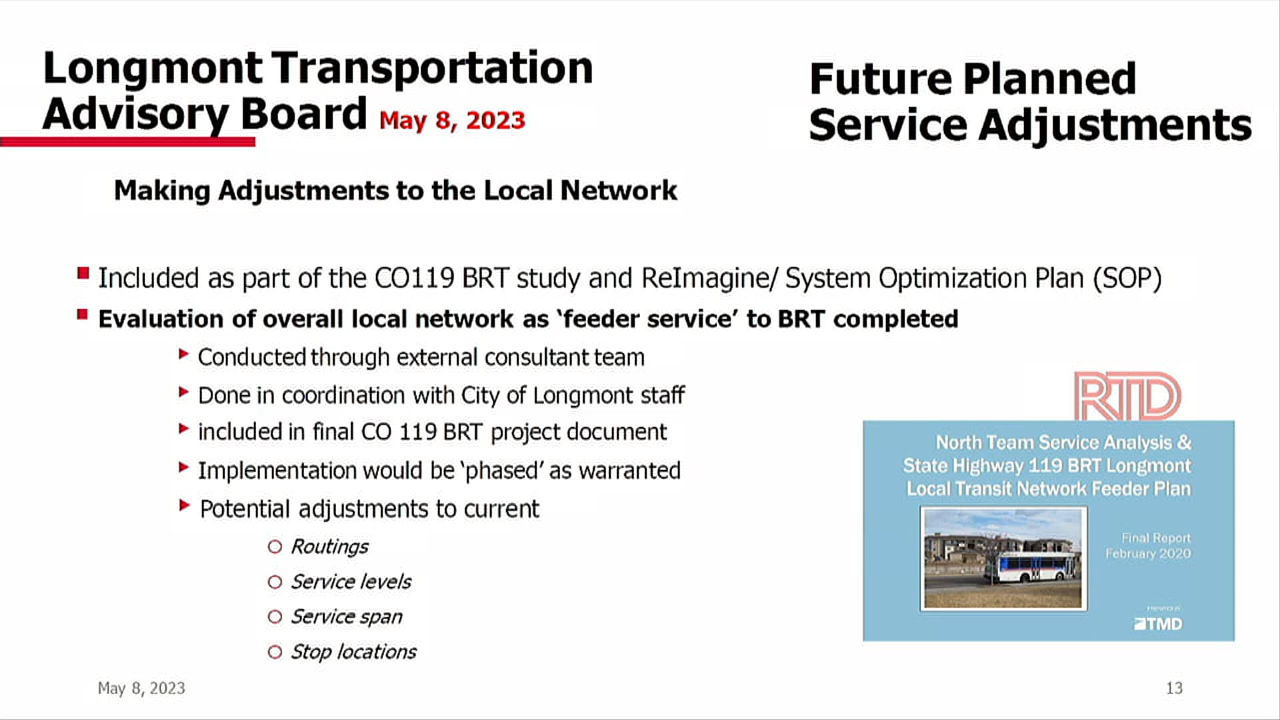 Longmont Transportation
Advisory Board May 8, 2023
Future Planned
Service Adjustments
Making Adjustments to the Local Network
Included as part of the CO119 BRT study and ReImagine/ System Optimization Plan (SOP)
Evaluation of overall local network as ‘feeder service’ to BRT completed
Conducted through external consultant team
Done in coordination with City of Longmont staff
included in final CO 119 BRT project document
Implementation would be ‘phased’ as warranted
Potential adjustments to current
Routings
Service levels
Service span
Stop locations
RTD
North Team Service Analysis &
State Highway 119 BRT Longmont
Local Transit Network Feeder Plan
Final Report
February 2020
TMD
May 8, 2023
13